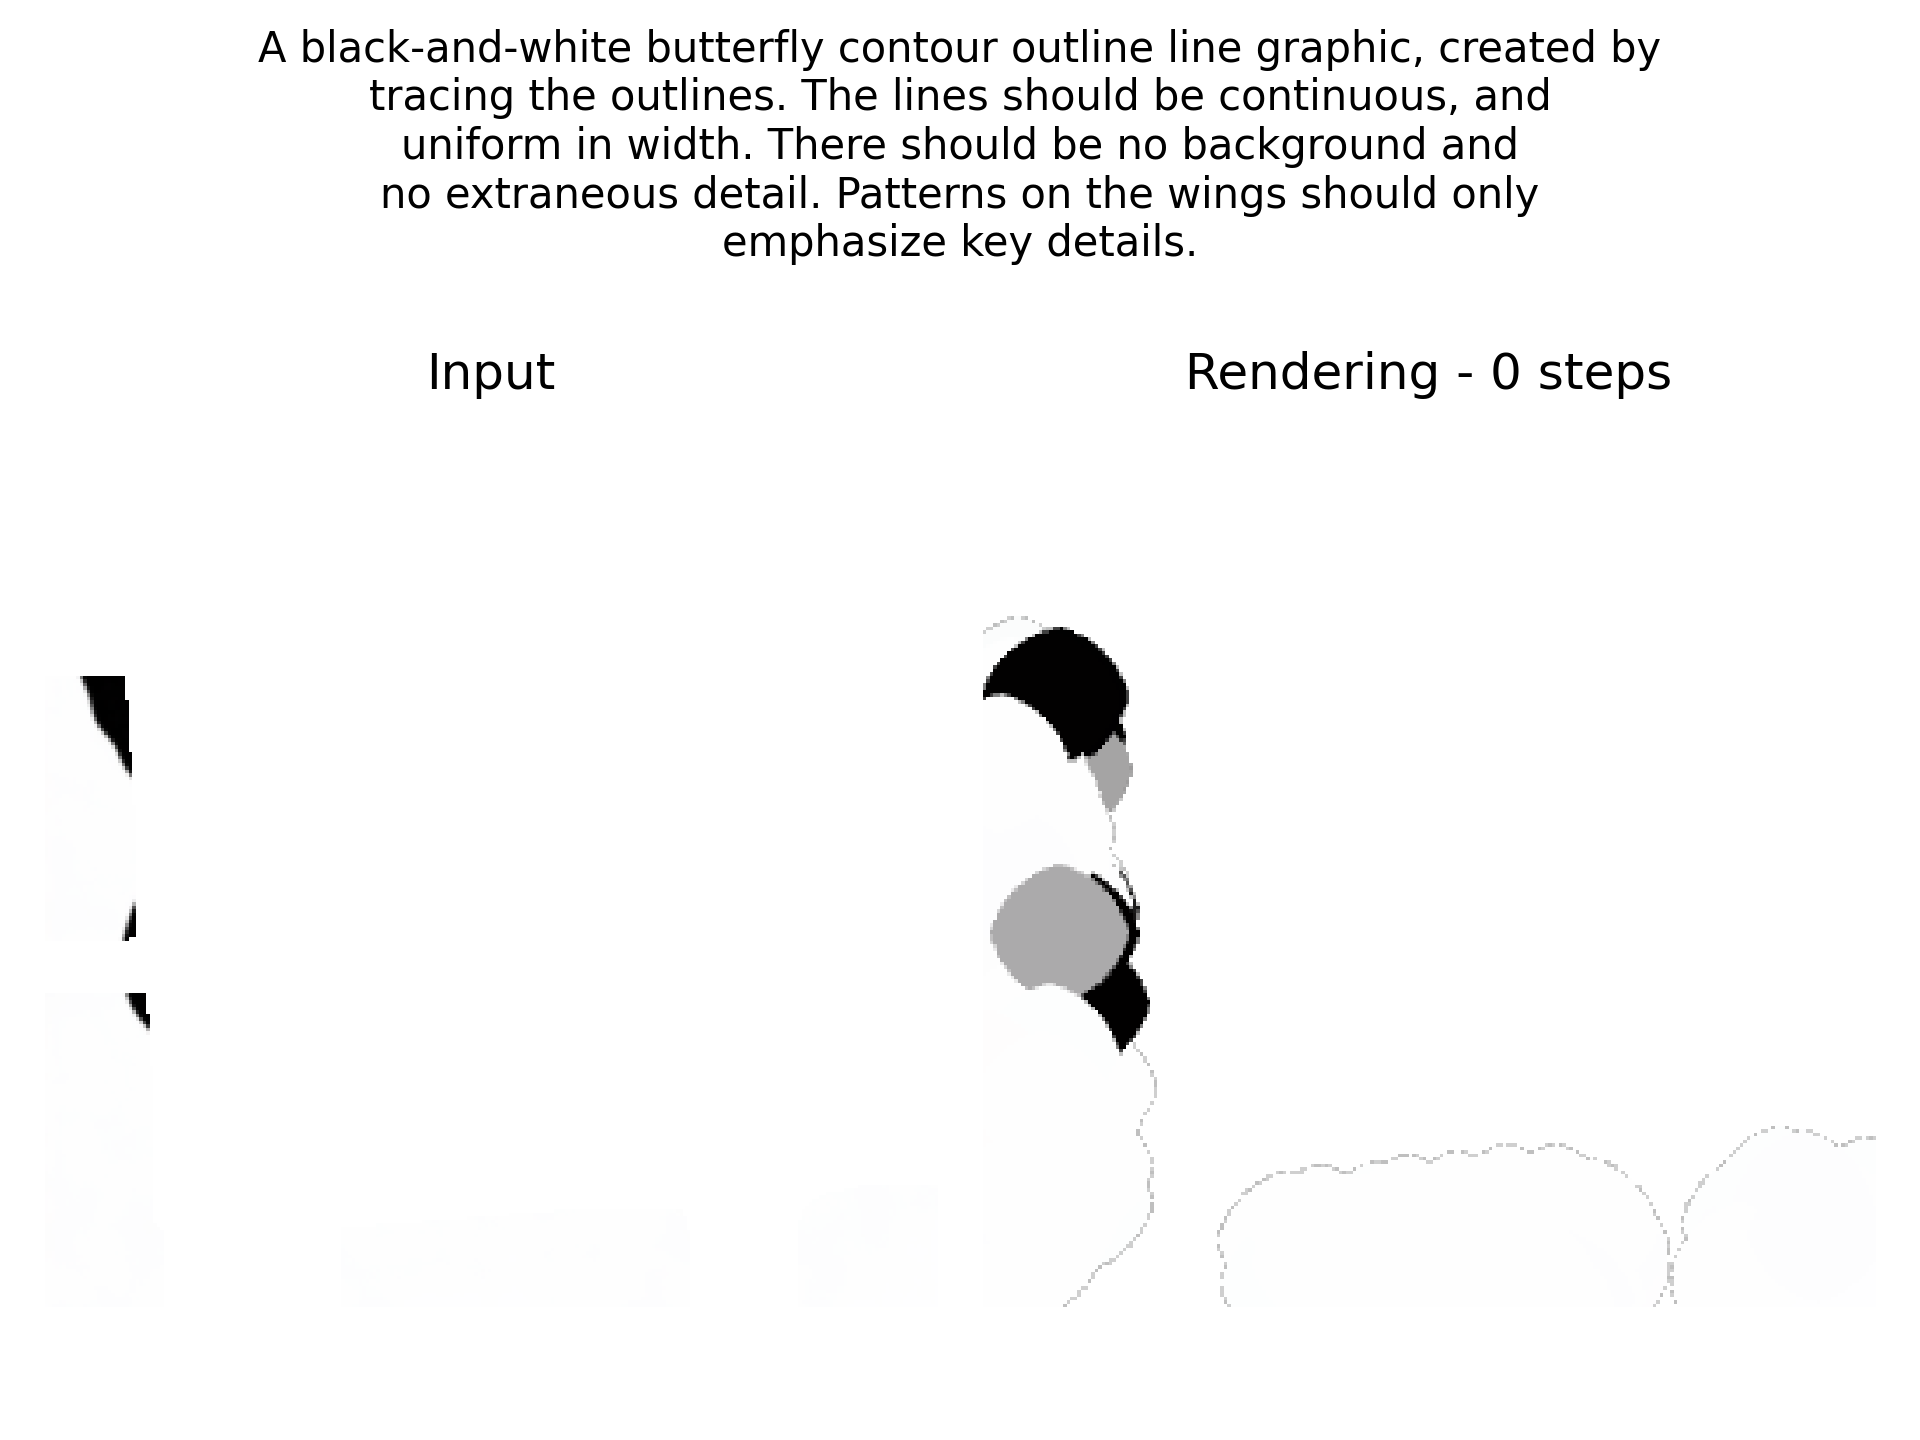 A black-and-white butterfly contour outline line graphic, created by
tracing the outlines. The lines should be continuous, and
uniform in width. There should be no background and
no extraneous detail. Patterns on the wings should only
emphasize key details.
Input
Rendering - 0 steps